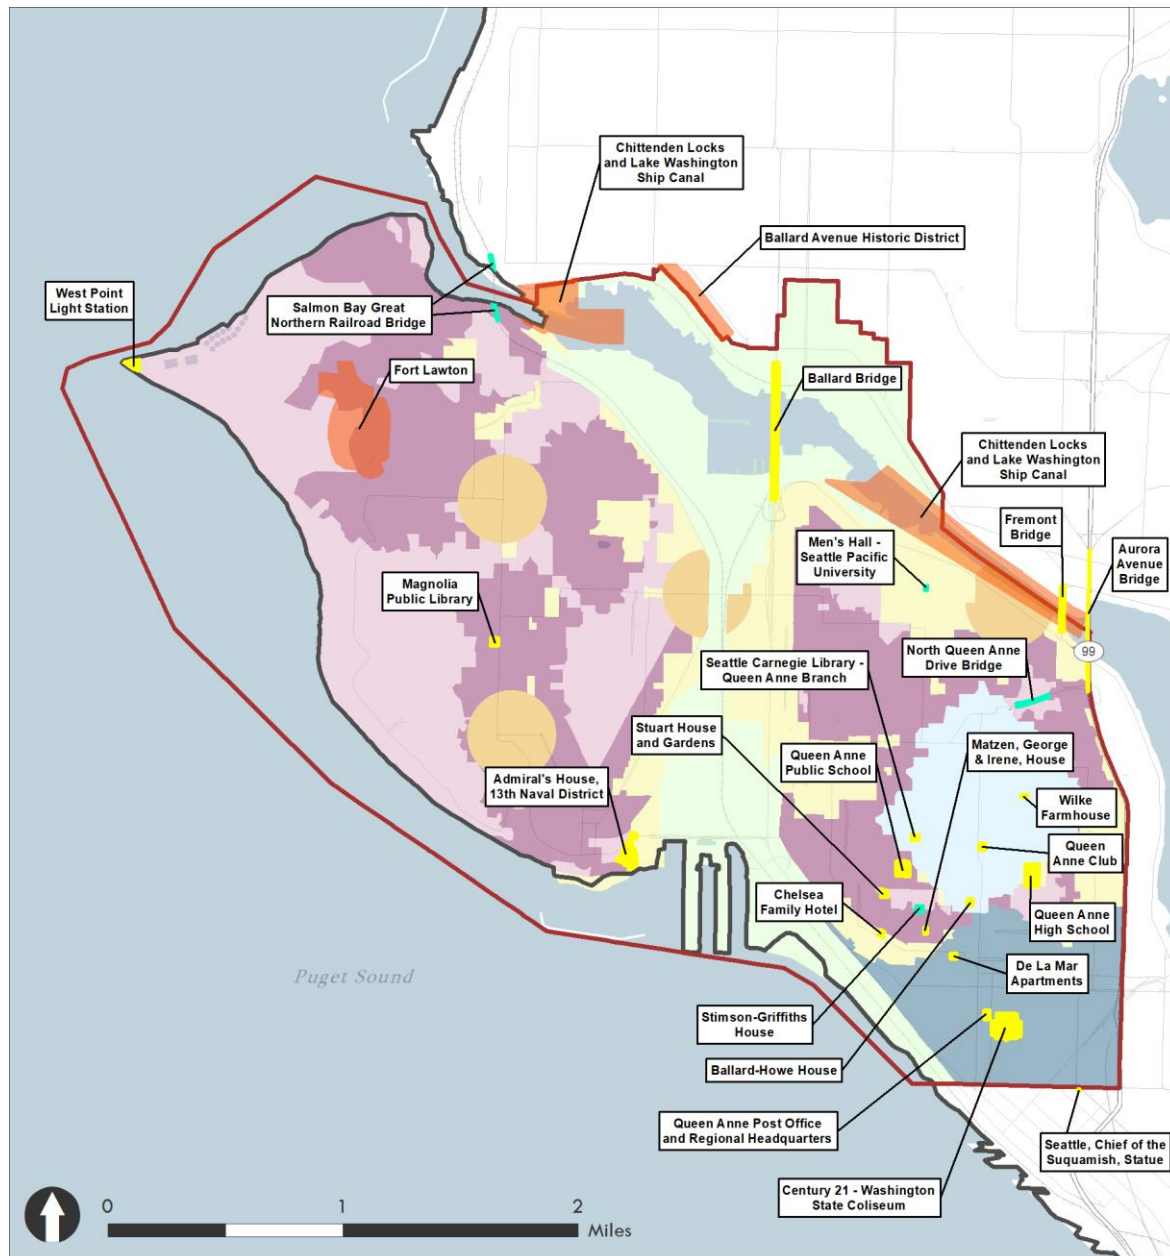 Chittenden Locks
and Lake Washington
Ship Canal
Ballard Avenue Historic District
West Point
Light Station
Salmon Bay Great
Northern Railroad Bridge
Fort Lawton
Ballard Bridge
Chittenden Locks
and Lake Washington
Ship Canal
Fremont
Bridge
Aurora
Avenue
Bridge
Men's Hall -
Seattle Pacific
University
Magnolia
Public Library
99
North Queen Anne
Drive Bridge
Seattle Carnegie Library -
Queen Anne Branch
Stuart House
and Gardens
Queen Anne
Public School
Matzen, George
& Irene, House
Admiral's House,
13th Naval District
Wilke
Farmhouse
Queen
Anne Club
Chelsea
Family Hotel
Queen Anne
High School
De La Mar
Apartments
Puget Sound
Stimson-Griffiths
House
Ballard-Howe House
Queen Anne Post Office
and Regional Headquarters
Seattle, Chief of the
Suquamish, Statue
Century 21 - Washington
State Coliseum
0 1 2
Miles